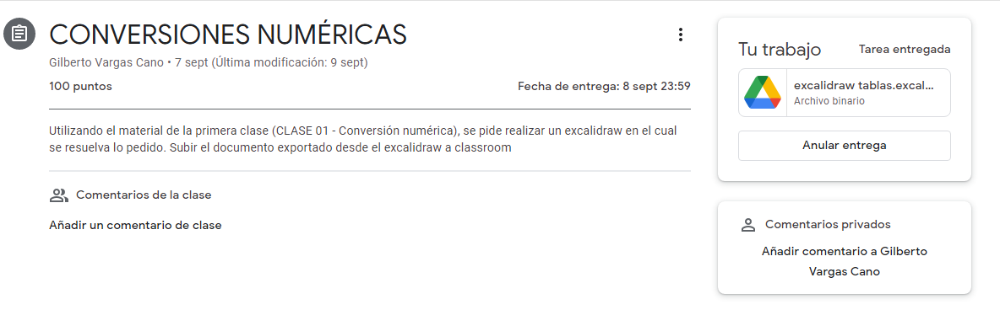 CONVERSIONES NUMÉRICAS
Gilberto Vargas Cano • 7 sept (Última modificación: 9 sept)
100 puntos
Fecha de entrega: 8 sept 23:59
Utilizando el material de la primera clase (CLASE 01 - Conversión numérica), se pide realizar un excalidraw en el cual
se resuelva lo pedido. Subir el documento exportado desde el excalidraw a classroom
Comentarios de la clase
Añadir un comentario de clase
Tu trabajo
Tarea entregada
excalidraw tablas.excal...
Archivo binario
Anular entrega
Comentarios privados
Añadir comentario a Gilberto
Vargas Cano